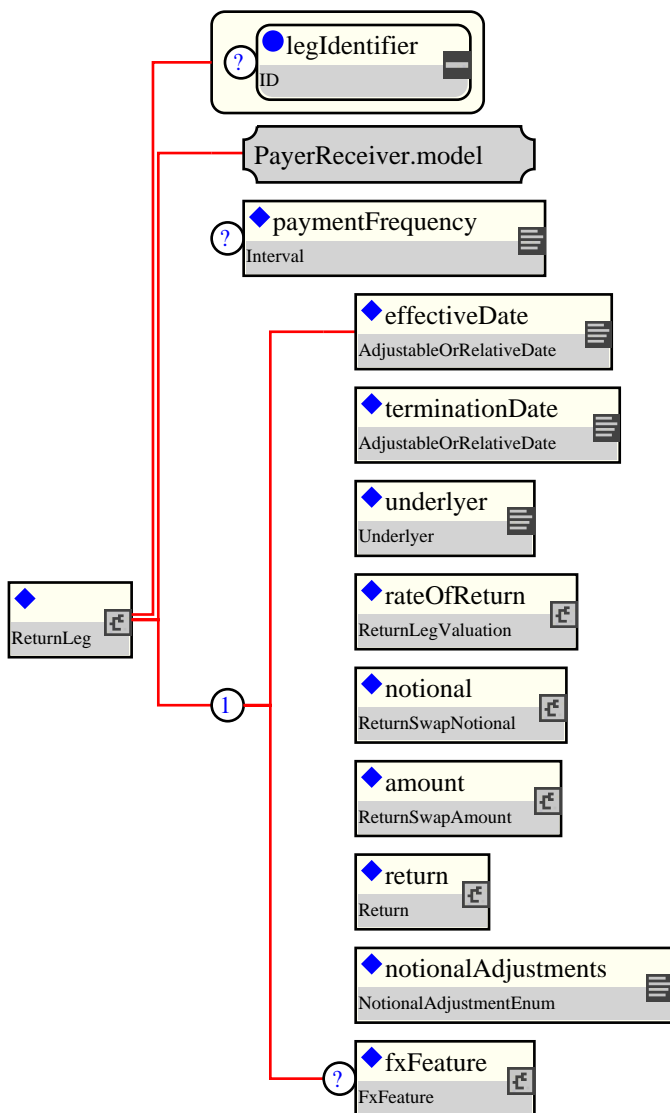 ? legIdentifier
ID
PayerReceiver.model
? paymentFrequency
Interval
effectiveDate
AdjustableOrRelativeDate
terminationDate
AdjustableOrRelativeDate
underlyer
Underlyer
ReturnLeg
rateOfReturn
ReturnLegValuation
1
notional
ReturnSwapNotional
amount
ReturnSwapAmount
return
Return
notionalAdjustments
NotionalAdjustmentEnum
? fxFeature
FxFeature